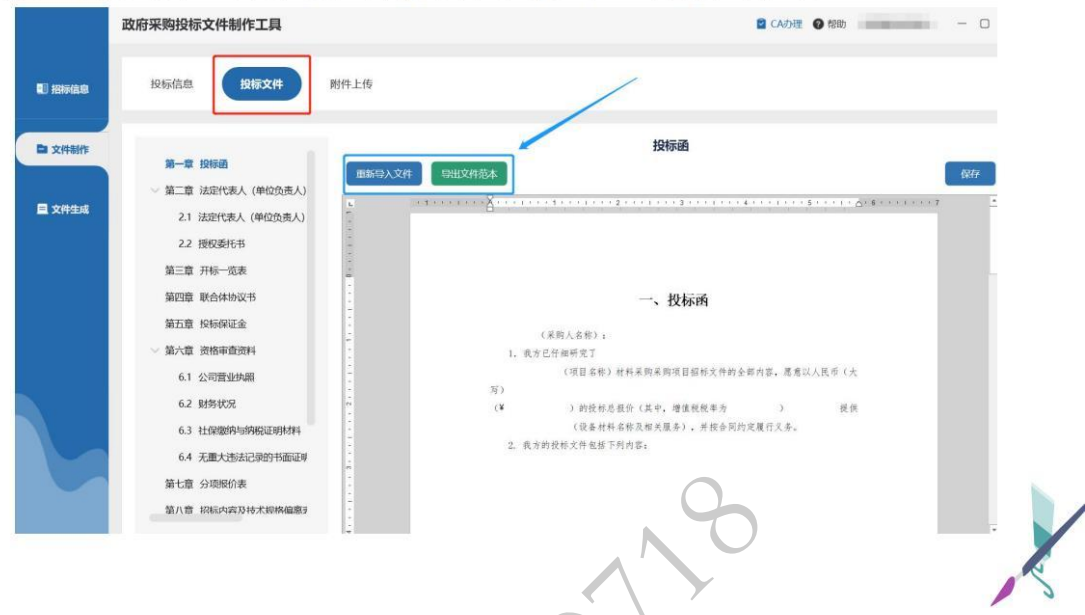 政府采购投标文件制作工具
CA办理
帮助
招标信息
文件制作
文件生成
投标信息
投标文件
附件上传
第一章 投标函
第二章 法定代表人（单位负责人）
2.1 法定代表人（单位负责人）
2.2 授权委托书
第三章 开标一览表
第四章 联合体协议书
第五章 投标保证金
第六章 资格审查资料
6.1 公司营业执照
6.2 财务状况
6.3 社保缴纳与纳税证明材料
6.4 无重大违法记录的书面证明
第七章 分项报价表
第八章 招标内容及技术规格偏离
投标函
重新导入文件
导出文件范本
保存
一、投标函
（采购人名称）：
1. 我方已仔细研究了
（项目名称）材料采购采购项目招标文件的全部内容，愿意以人民币（大
写）
（¥ ）的投标总报价（其中，增值税税率为 ） 提供
（设备材料名称及相关服务），并按合同约定履行义务。
2. 我方的投标文件包括下列内容：
9718